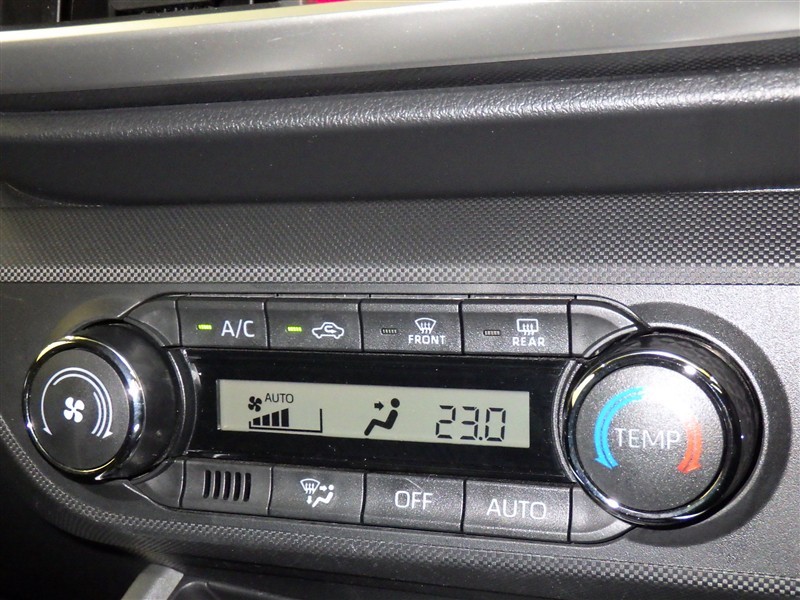 A/C
FRONT
REAR
AUTO
23.0
TEMP
OFF
AUTO